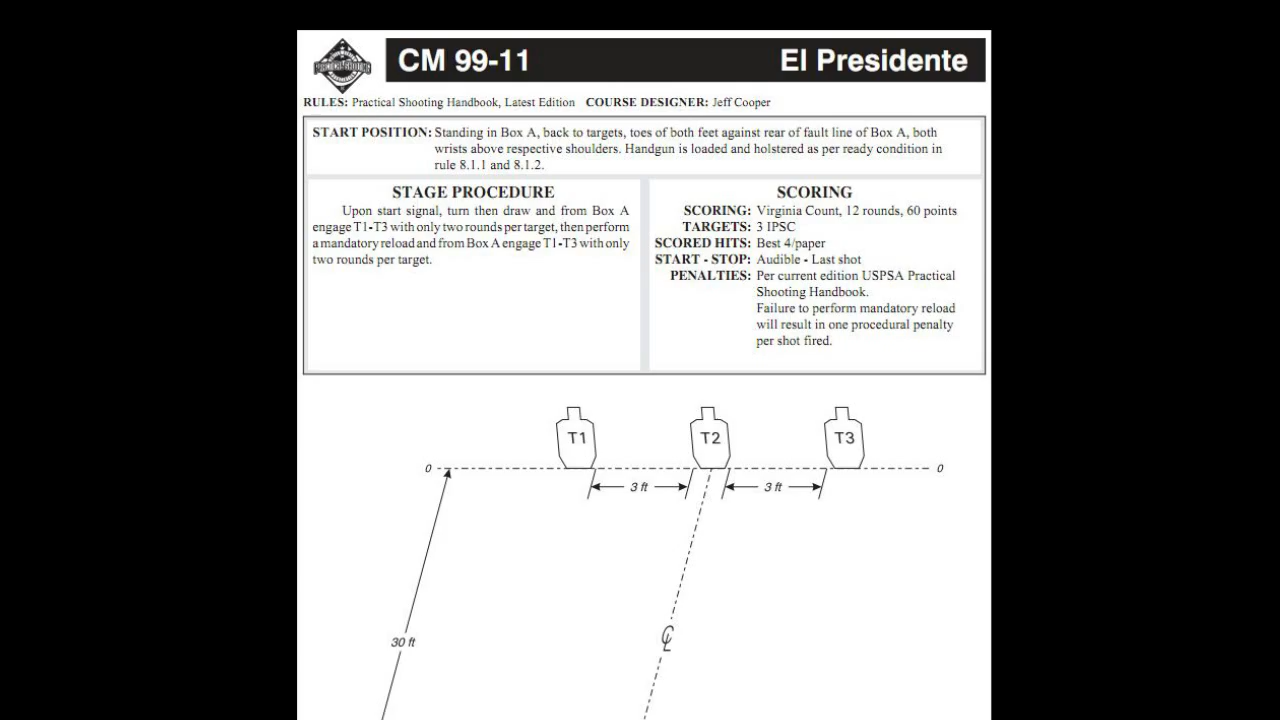 CM 99-11 El Presidente
RULES: Practical Shooting Handbook, Latest Edition COURSE DESIGNER: Jeff Cooper
START POSITION: Standing in Box A, back to targets, toes of both feet against rear of fault line of Box A, both
wrists above respective shoulders. Handgun is loaded and holstered as per ready condition in
rule 8.1.1 and 8.1.2.
STAGE PROCEDURE
Upon start signal, turn then draw and from Box A
engage T1-T3 with only two rounds per target, then perform
a mandatory reload and from Box A engage T1-T3 with only
two rounds per target.
SCORING
SCORING: Virginia Count, 12 rounds, 60 points
TARGETS: 3 IPSC
SCORED HITS: Best 4/paper
START - STOP: Audible - Last shot
PENALTIES: Per current edition USPSA Practical
Shooting Handbook.
Failure to perform mandatory reload
will result in one procedural penalty
per shot fired.
T1 T2 T3
0 0
3 ft 3 ft
30 ft